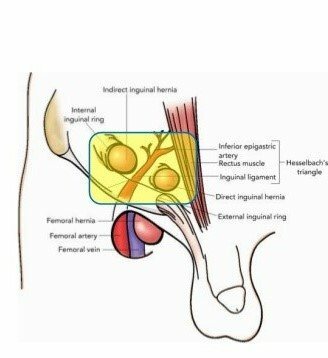 Indirect inguinal hernia
Internal
inguinal ring
Inferior epigastric
artery
Rectus muscle
Inguinal ligament
Hesselbach's
triangle
Direct inguinal hernia
External inguinal ring
Femoral hernia
Femoral artery
Femoral vein